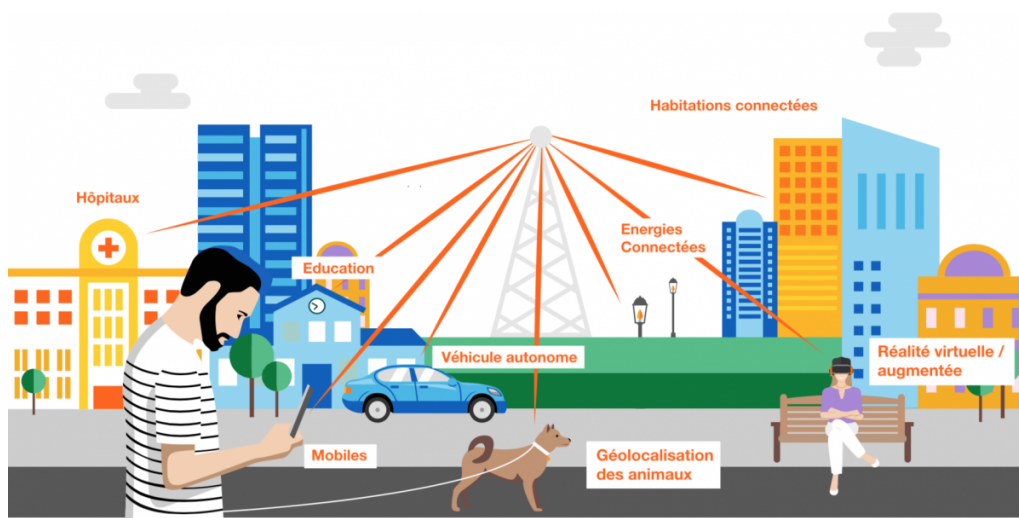 Habitations connectées
Hôpitaux
Energies
Connectées
Education
Véhicule autonome
Réalité virtuelle /
augmentée
Mobiles
Géolocalisation
des animaux